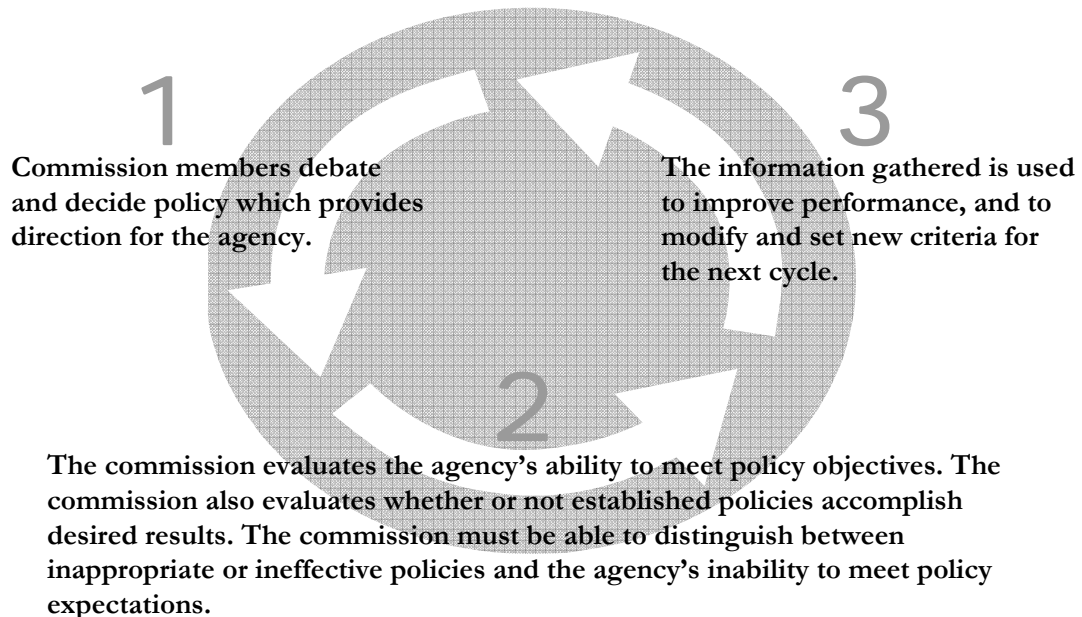 1
Commission members debate
and decide policy which provides
direction for the agency.
2
The commission evaluates the agency’s ability to meet policy objectives. The
commission also evaluates whether or not established policies accomplish
desired results. The commission must be able to distinguish between
inappropriate or ineffective policies and the agency’s inability to meet policy
expectations.
3
The information gathered is used
to improve performance, and to
modify and set new criteria for
the next cycle.